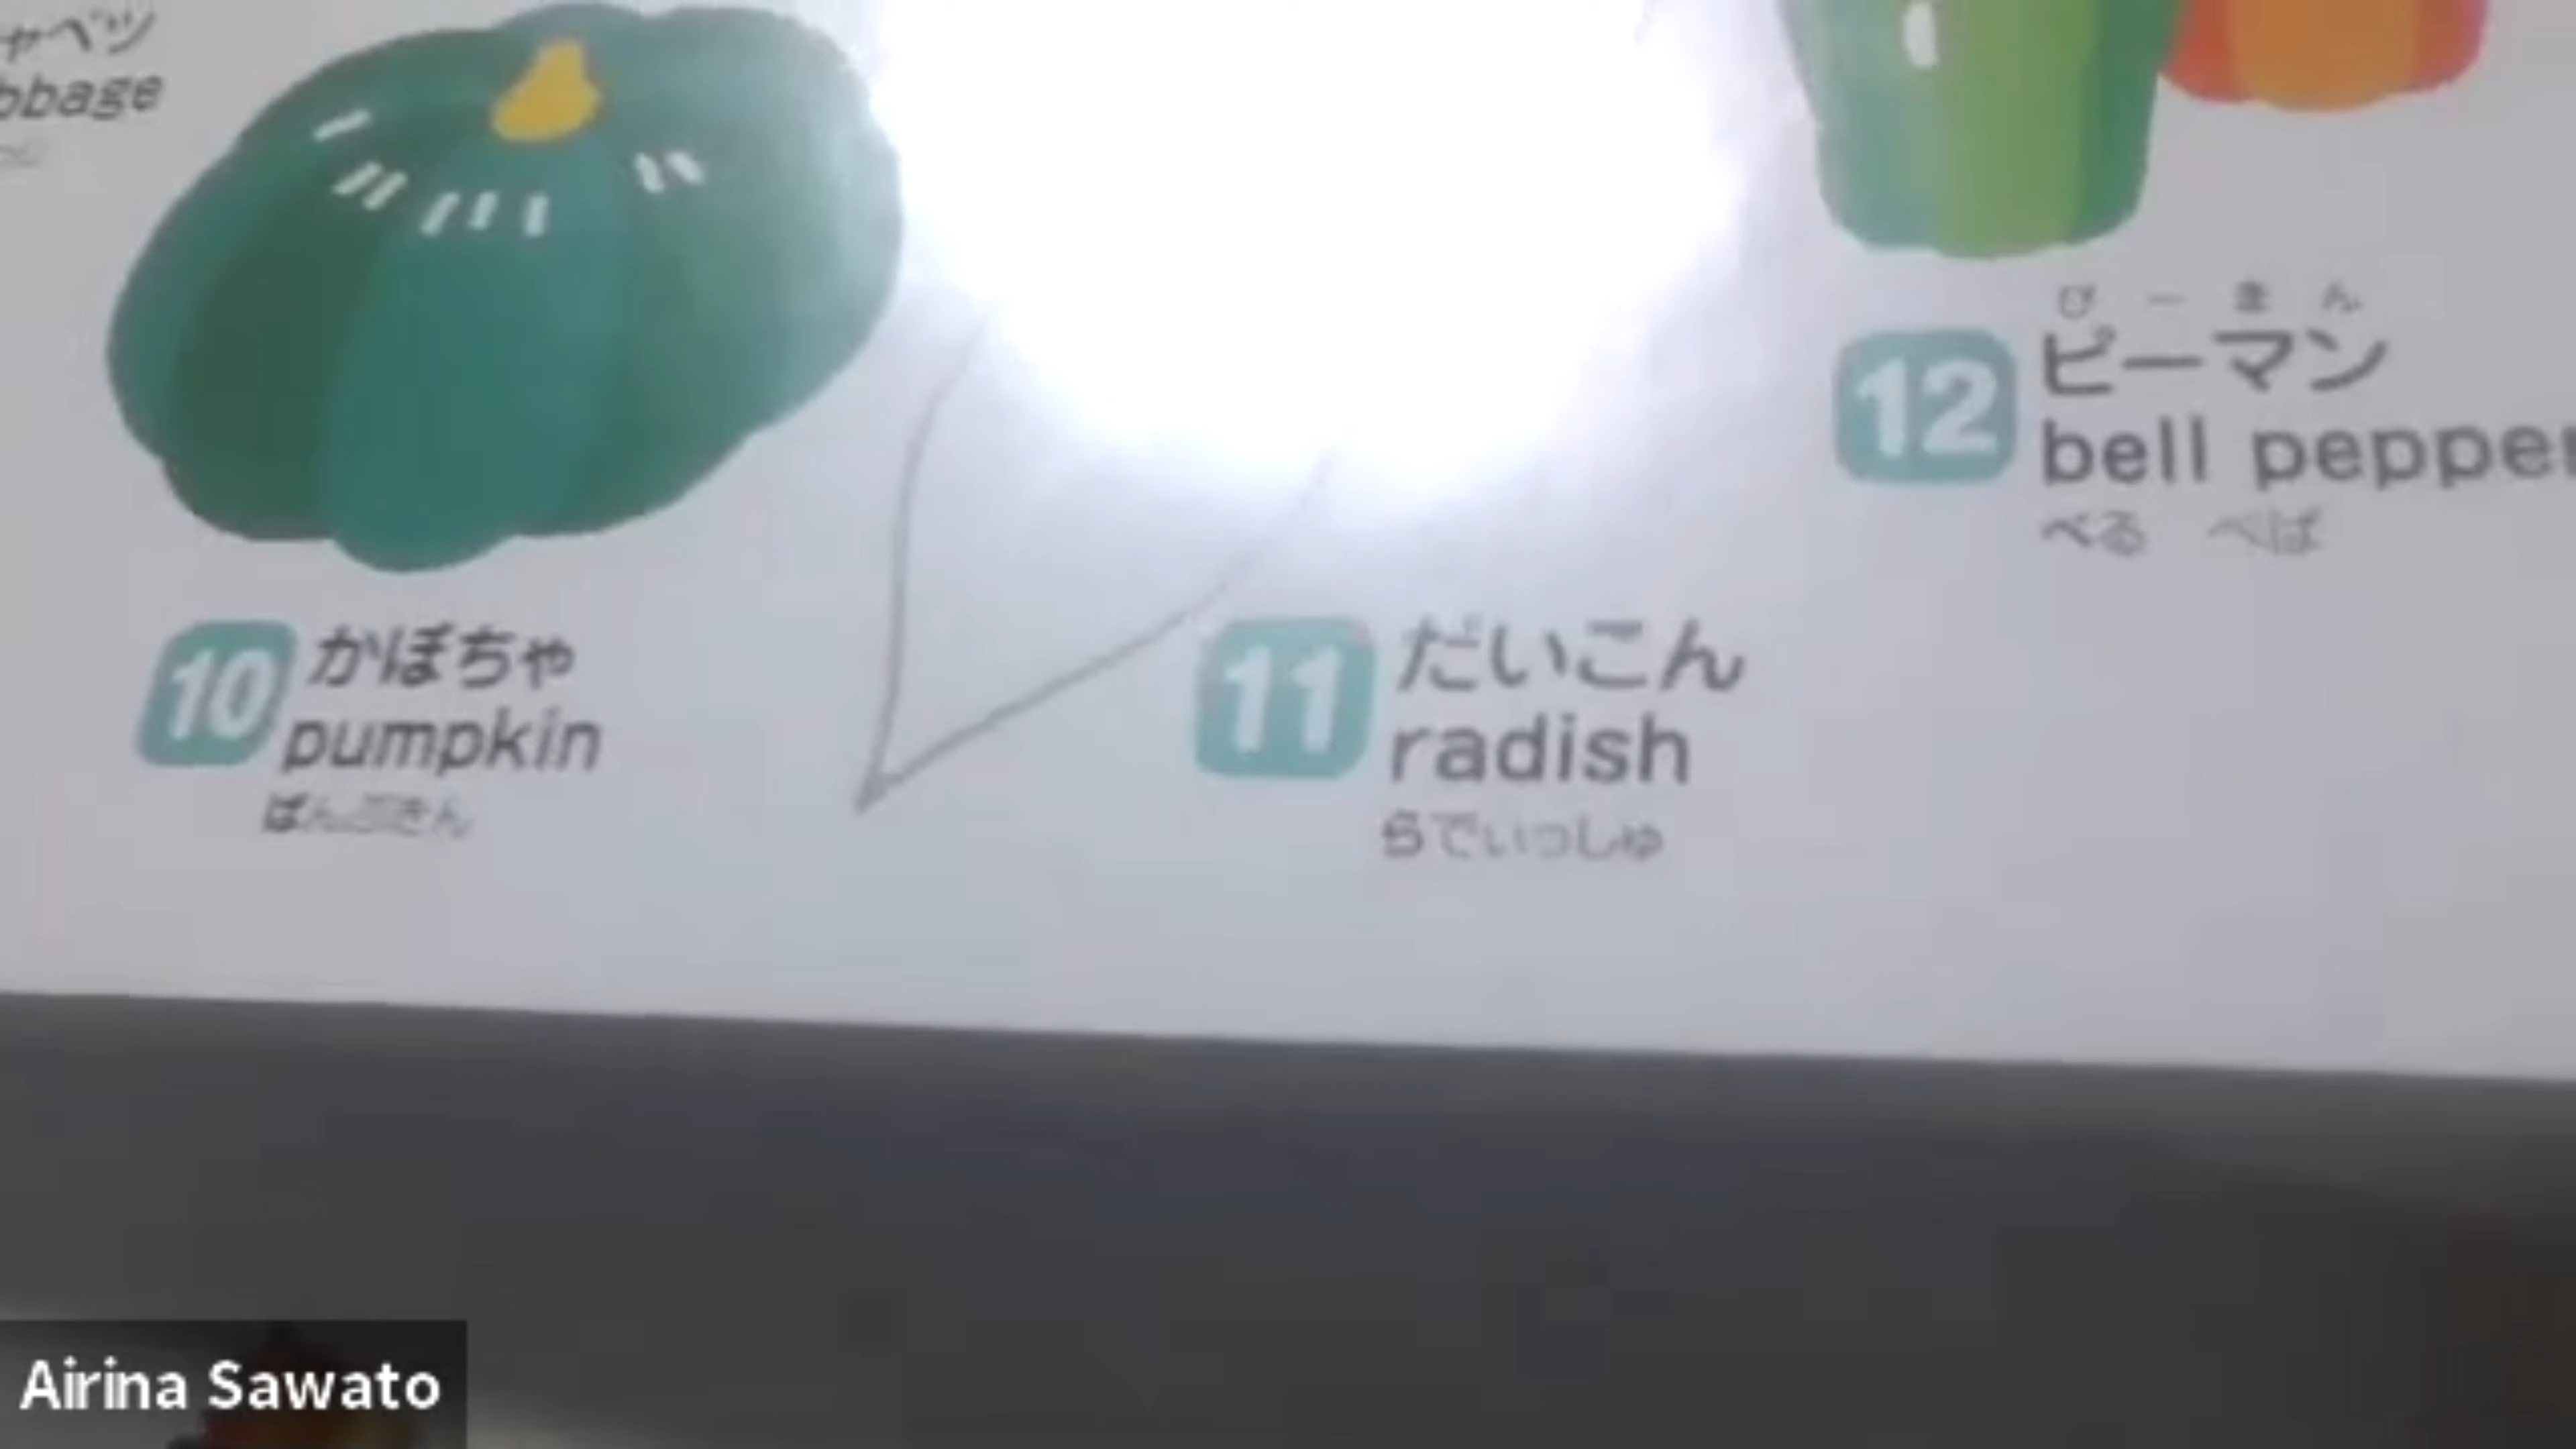 ャベツ
bbage
10
かぼちゃ
pumpkin
ぱんぷきん
11
だいこん
radish
らでぃっしゅ
ぴーまん
12
ピーマン
bell pepper
べる ぺぱ
Airina Sawato